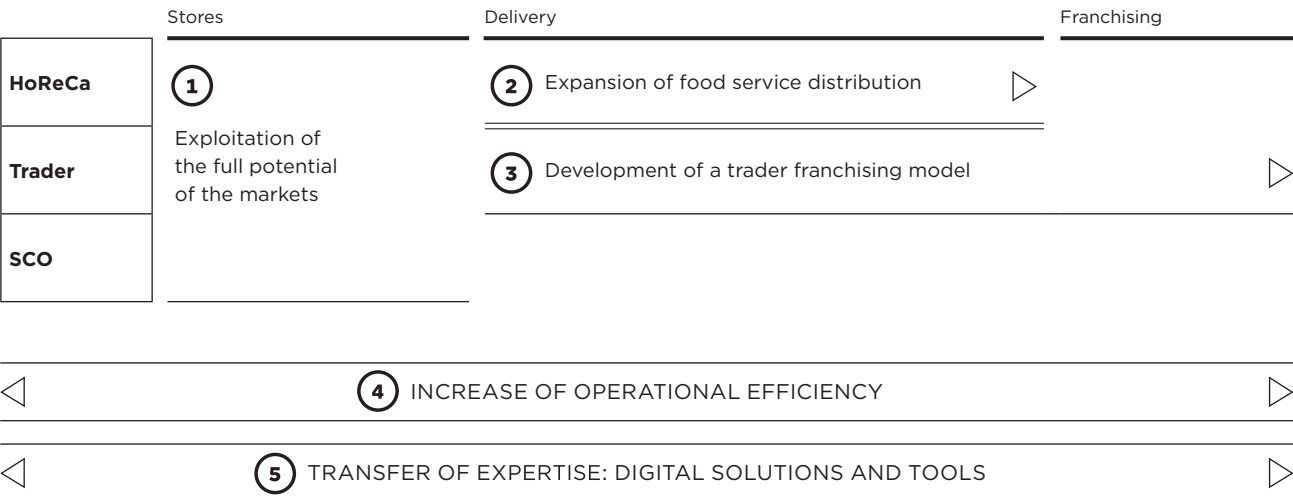 Stores
Delivery
Franchising
HoReCa
1
2 Expansion of food service distribution
Exploitation of
the full potential
of the markets
Trader
3 Development of a trader franchising model
SCO
4 INCREASE OF OPERATIONAL EFFICIENCY
5 TRANSFER OF EXPERTISE: DIGITAL SOLUTIONS AND TOOLS